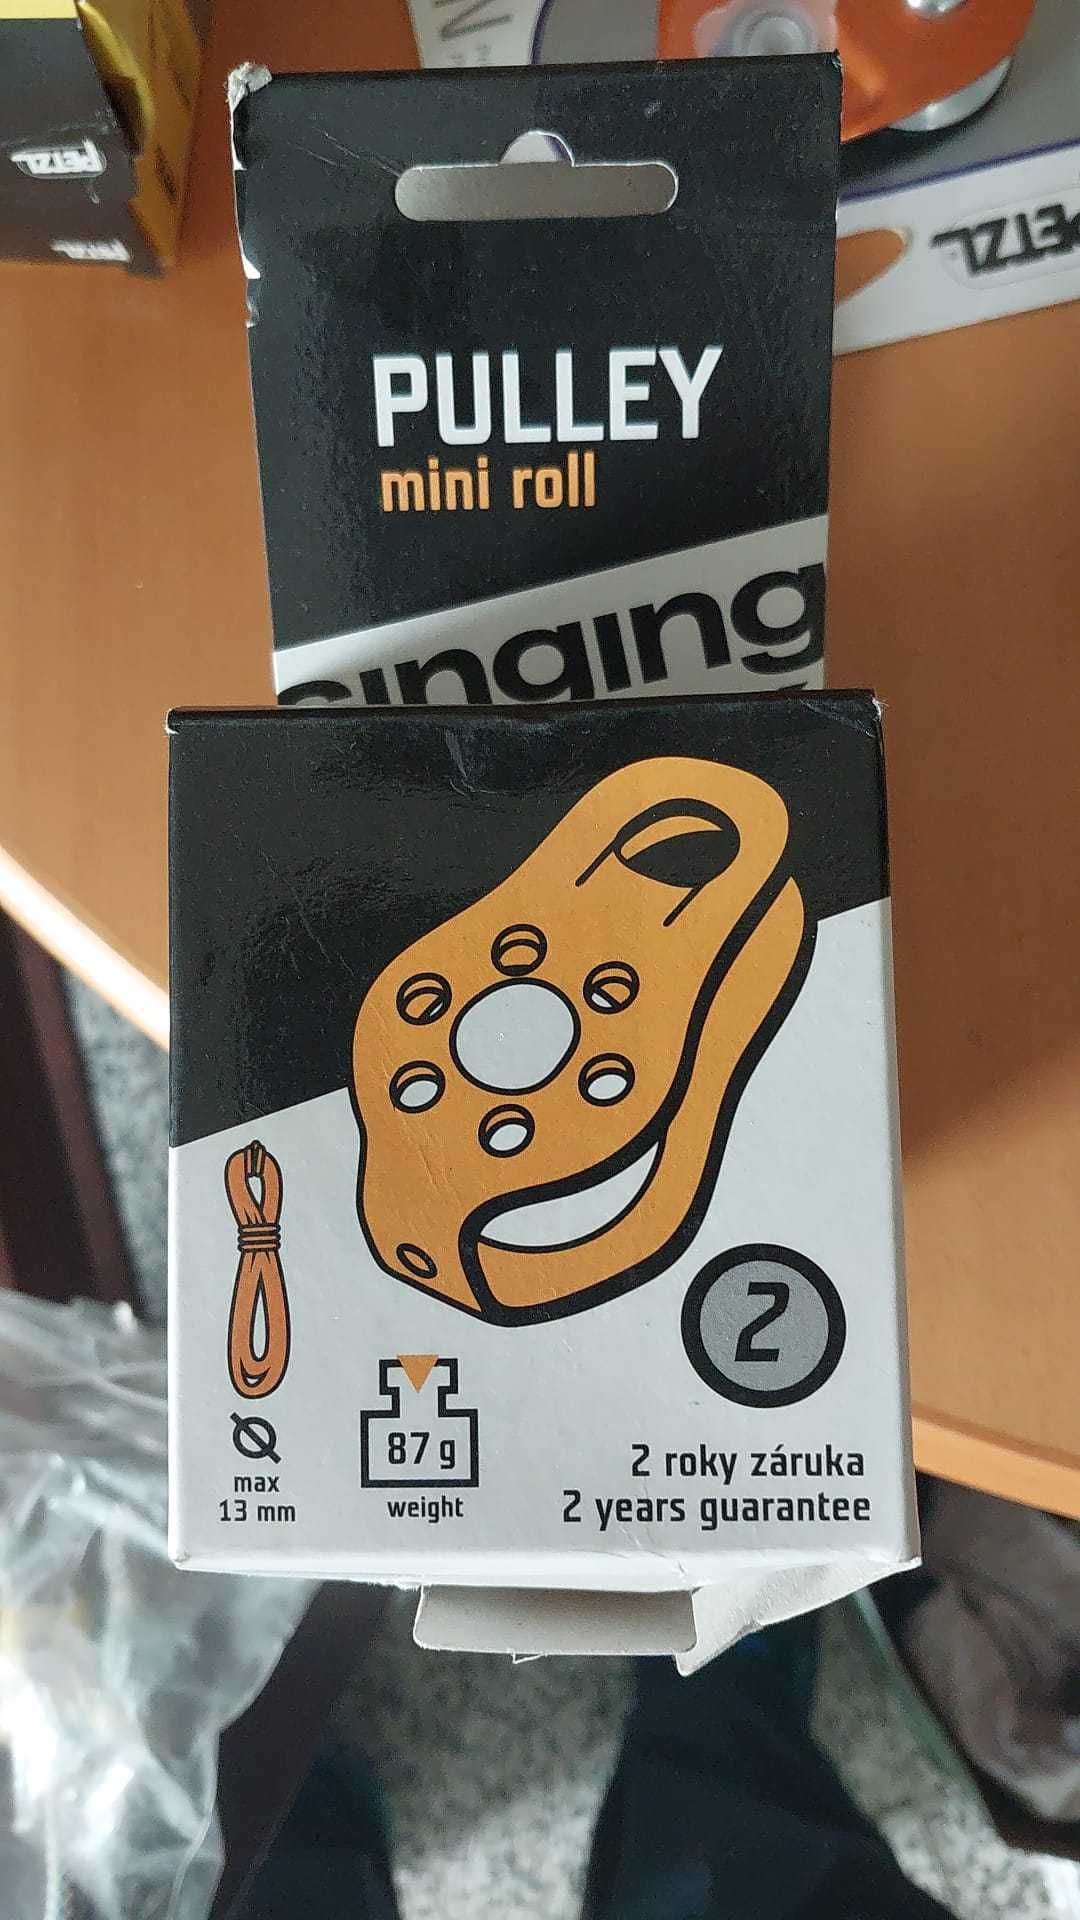 PETZL
PETZL
PETZL
PULLEY
mini roll
singing
2
87 g
max
13 mm
weight
2 roky záruka
2 years guarantee